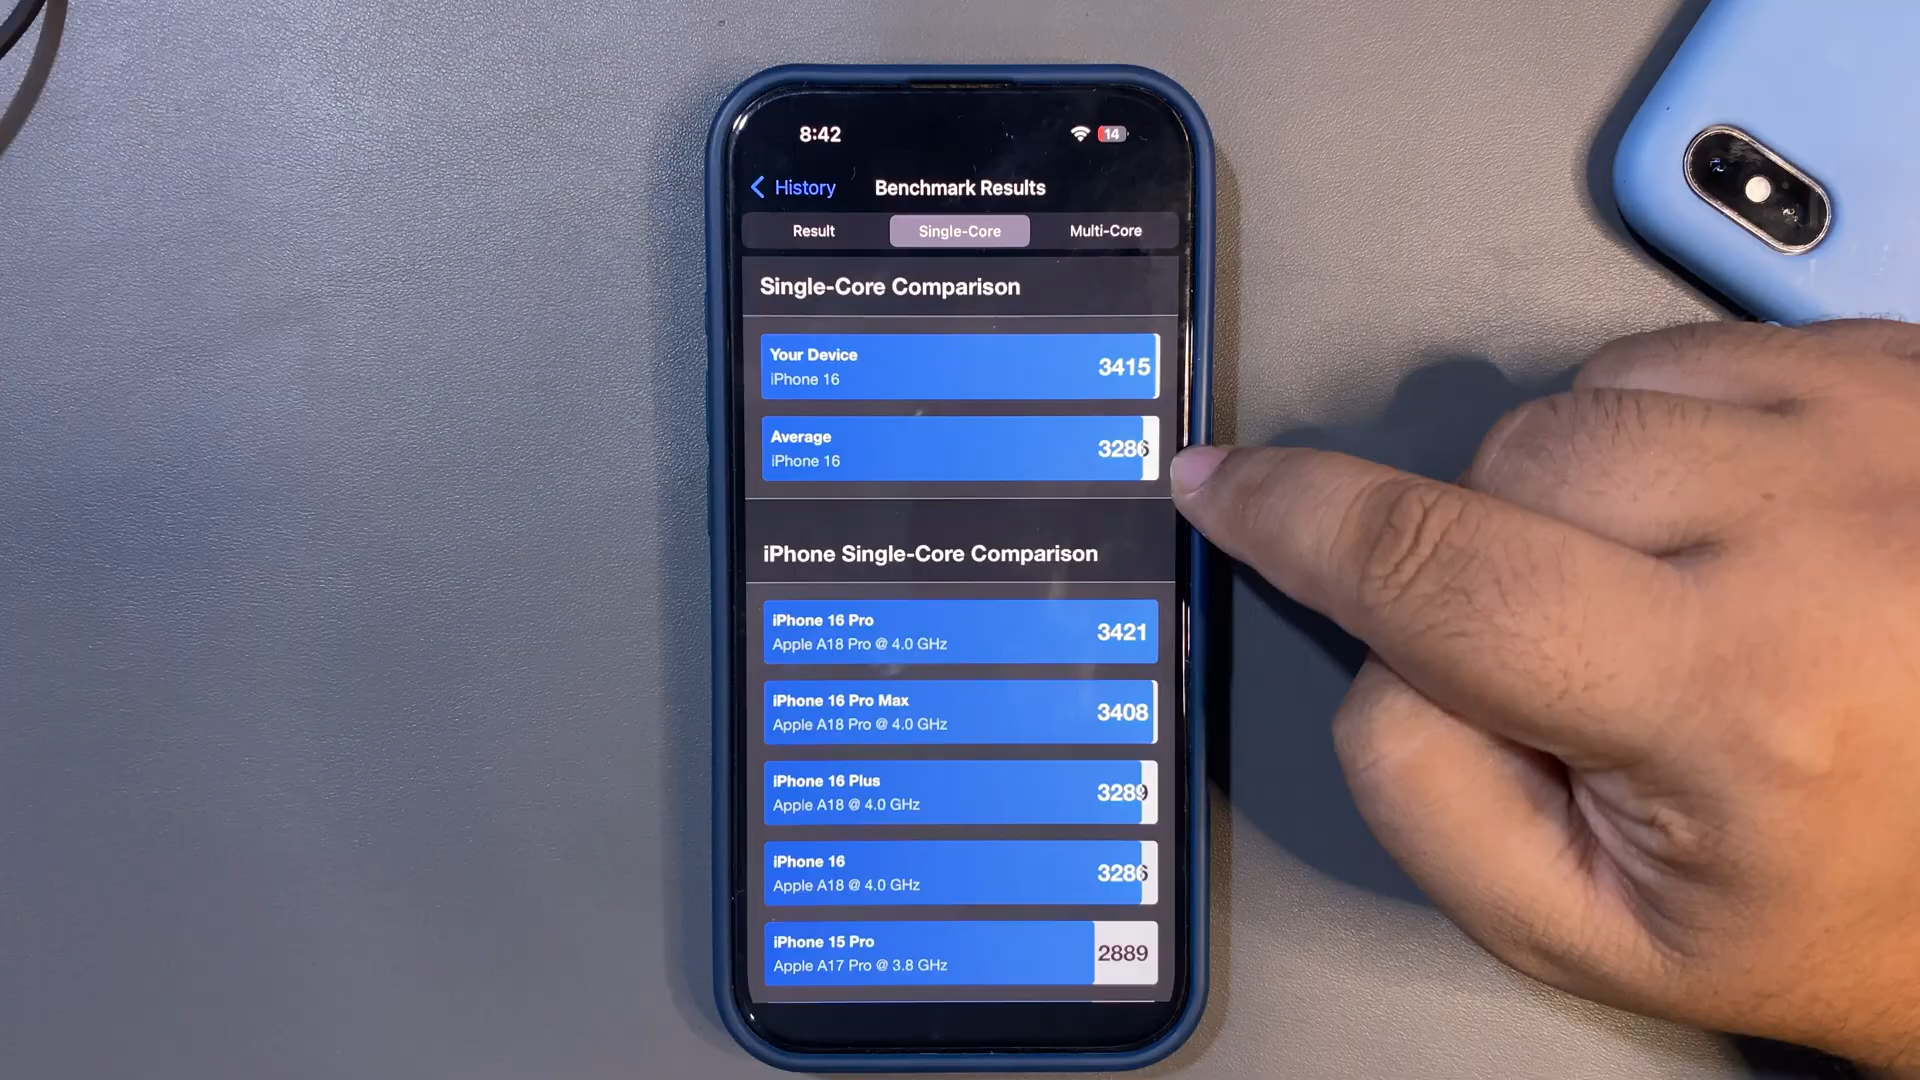 8:42
14
History
Benchmark Results
Result
Single-Core
Multi-Core
Single-Core Comparison
Your Device
iPhone 16
3415
Average
iPhone 16
3286
iPhone Single-Core Comparison
iPhone 16 Pro
Apple A18 Pro @ 4.0 GHz
3421
iPhone 16 Pro Max
Apple A18 Pro @ 4.0 GHz
3408
iPhone 16 Plus
Apple A18 @ 4.0 GHz
3289
iPhone 16
Apple A18 @ 4.0 GHz
3286
iPhone 15 Pro
Apple A17 Pro @ 3.8 GHz
2889